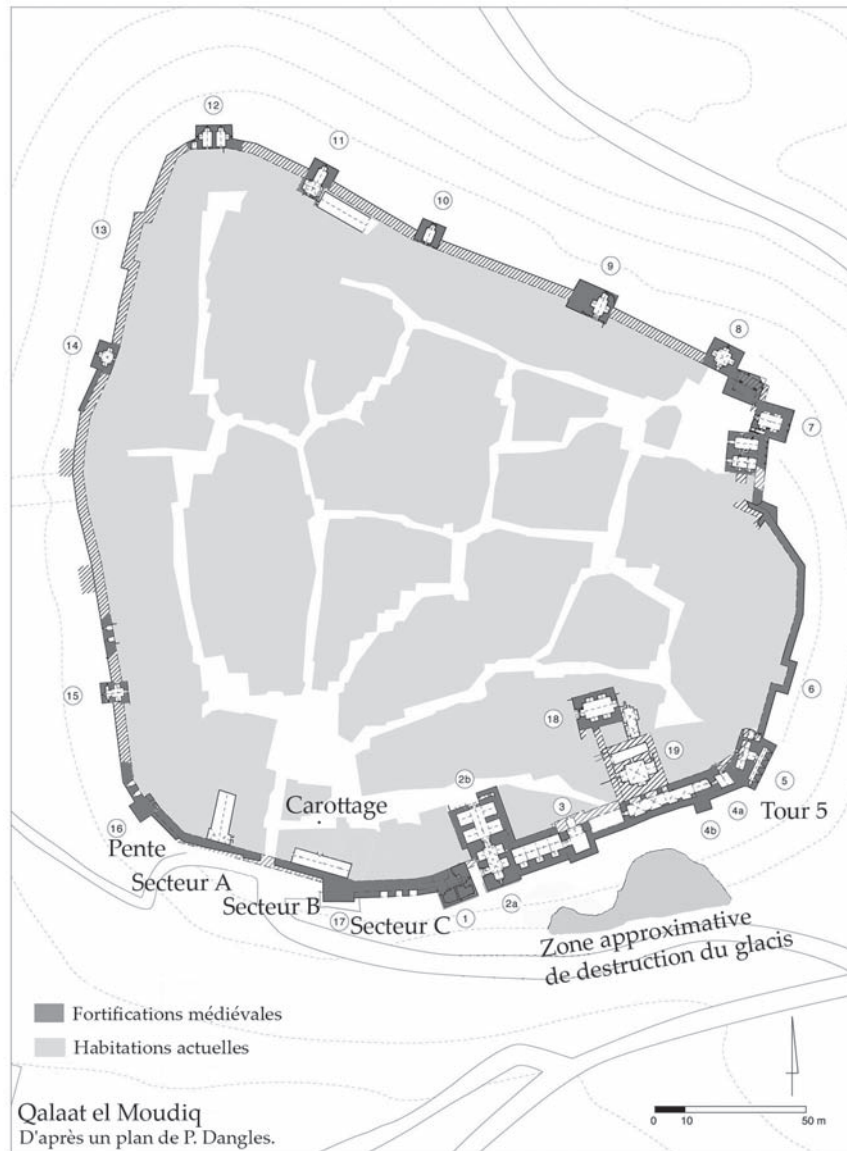 12
11
10
13
9
14
8
7
15
6
18
2b
19
3
5
Carottage
4a
Tour 5
16
4b
Pente
Secteur A
Secteur B
17
Secteur C
1
2a
Zone approximative
de destruction du glacis
Fortifications médiévales
Habitations actuelles
Qalaat el Moudiq
D'après un plan de P. Dangles.
0 10 50 m